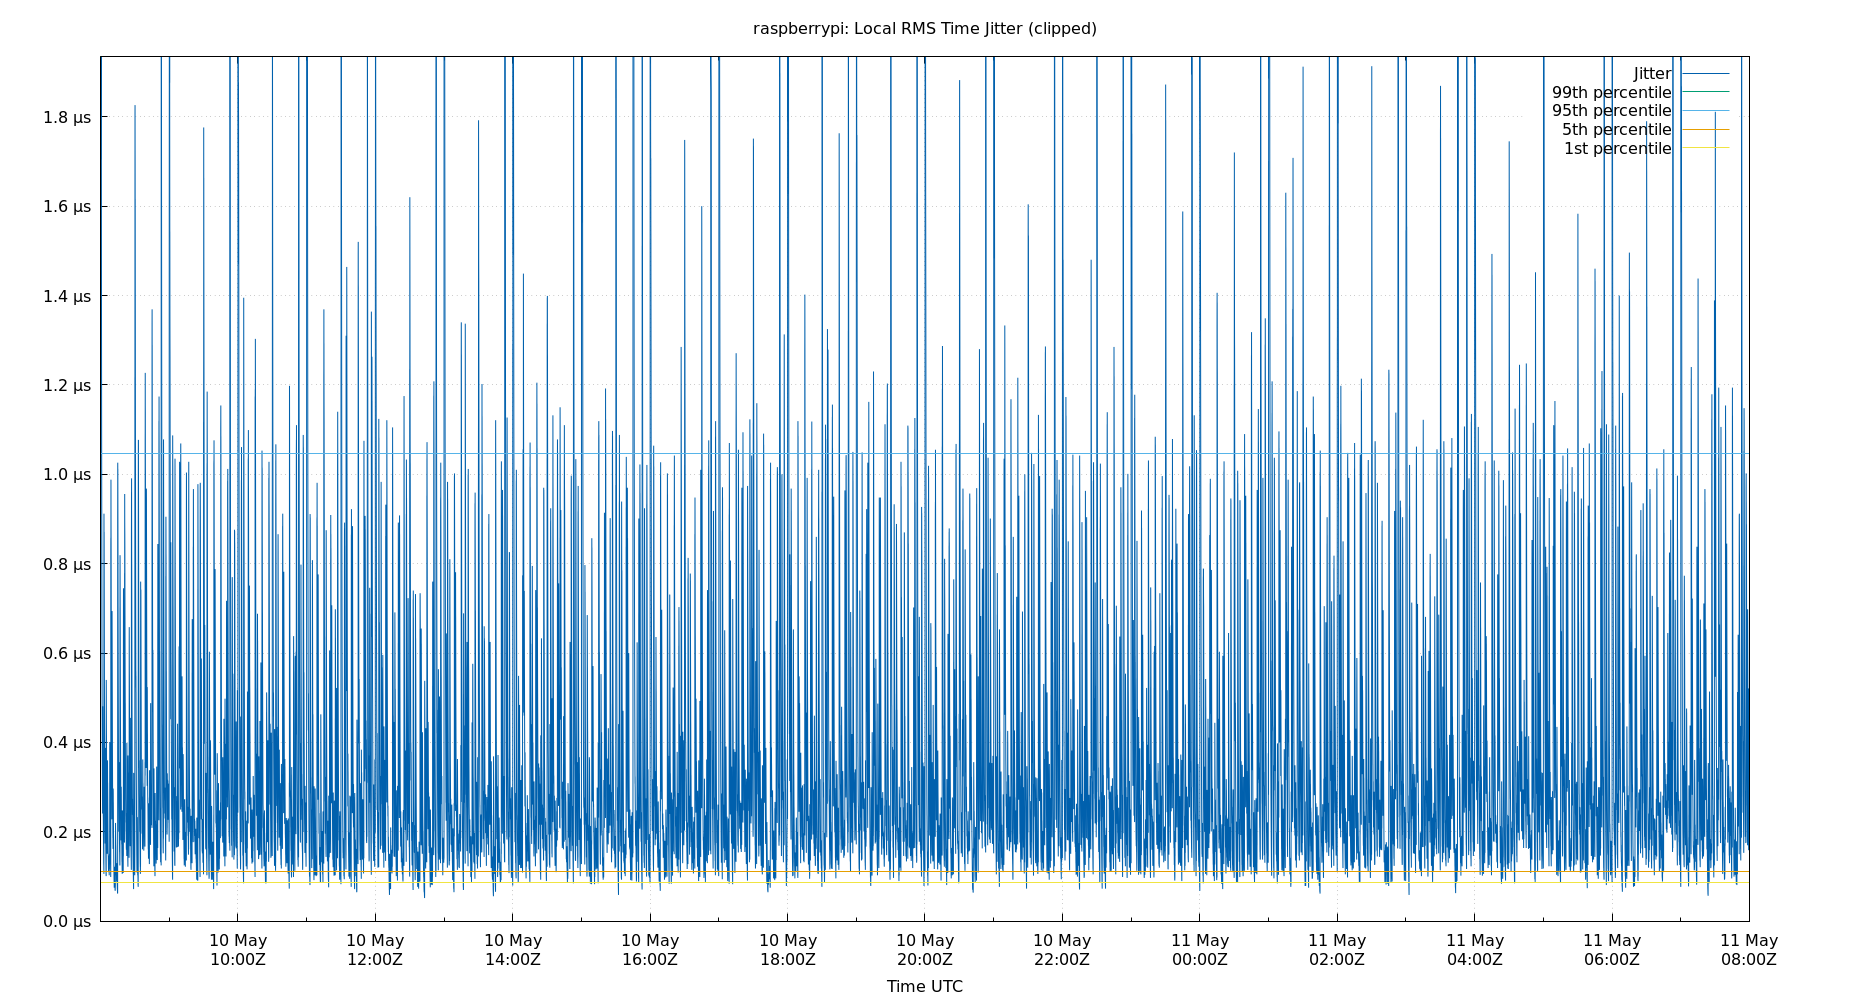 raspberrypi: Local RMS Time Jitter (clipped)
Jitter
99th percentile
95th percentile
5th percentile
1st percentile
1.8 µs
1.6 µs
1.4 µs
1.2 µs
1.0 µs
0.8 µs
0.6 µs
0.4 µs
0.2 µs
0.0 µs
10 May 10 May 10 May 10 May 10 May 10 May 10 May 11 May 11 May 11 May 11 May 11 May
10:00Z 12:00Z 14:00Z 16:00Z 18:00Z 20:00Z 22:00Z 00:00Z 02:00Z 04:00Z 06:00Z 08:00Z
Time UTC